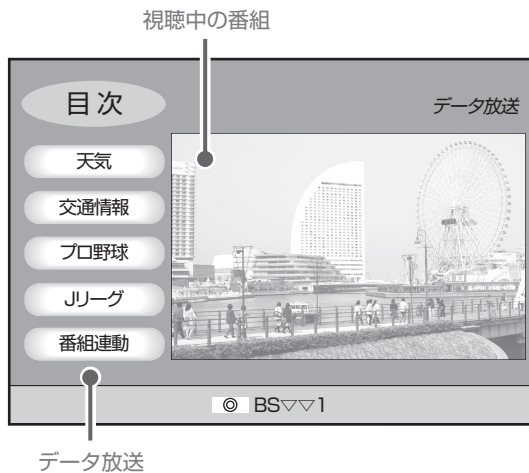 視聴中の番組
目次
データ放送
天気
交通情報
プロ野球
Jリーグ
番組連動
◎ BS▽▽1
データ放送